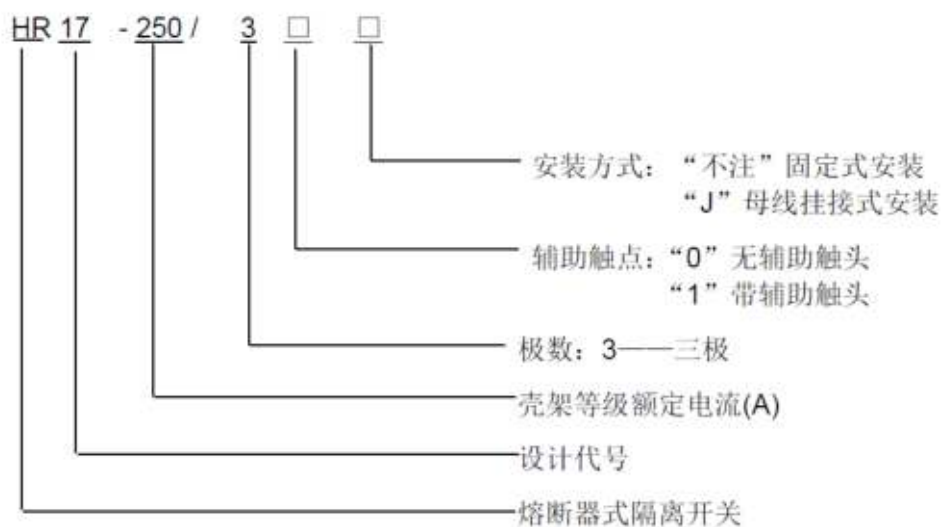 HR 17 - 250 / 3 □ □
安装方式：“不注”固定式安装
“J”母线挂接式安装
辅助触点：“0”无辅助触头
“1”带辅助触头
极数：3——三极
壳架等级额定电流(A)
设计代号
熔断器式隔离开关